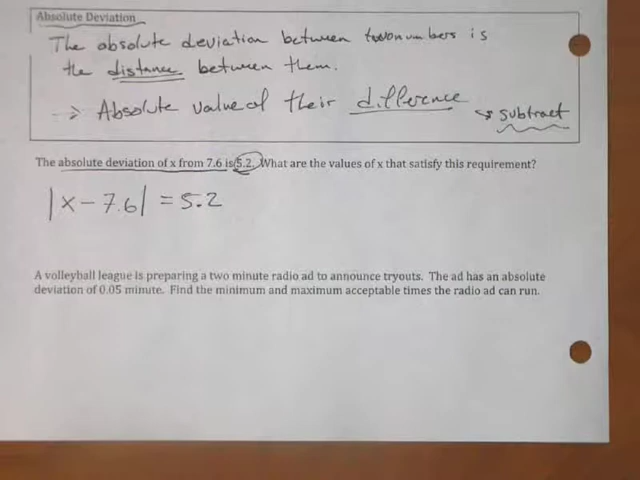 Absolute Deviation
The absolute deviation between two numbers is
the distance between them.
→ Absolute value of their difference → subtract
The absolute deviation of x from 7.6 is 5.2. What are the values of x that satisfy this requirement?
|x - 7.6| = 5.2
A volleyball league is preparing a two minute radio ad to announce tryouts. The ad has an absolute
deviation of 0.05 minute. Find the minimum and maximum acceptable times the radio ad can run.